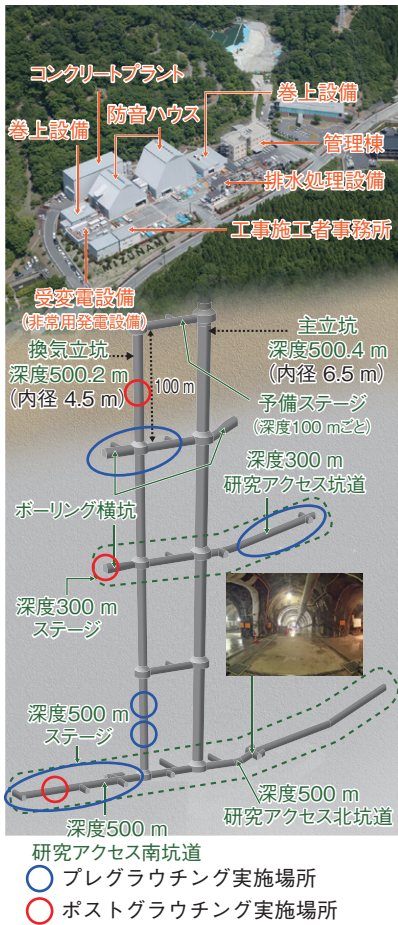 コンクリートプラント
防音ハウス
巻上設備
巻上設備
管理棟
排水処理設備
工事施工者事務所
MIZUNAMI
受変電設備
(非常用発電設備)
換気立坑
深度500.2 m
(内径 4.5 m)
100 m
主立坑
深度500.4 m
(内径 6.5 m)
予備ステージ
(深度100 mごと)
深度300 m
研究アクセス坑道
ボーリング横坑
深度300 m
ステージ
深度500 m
ステージ
深度500 m
研究アクセス北坑道
深度500 m
研究アクセス南坑道
プレグラウチング実施場所
ポストグラウチング実施場所